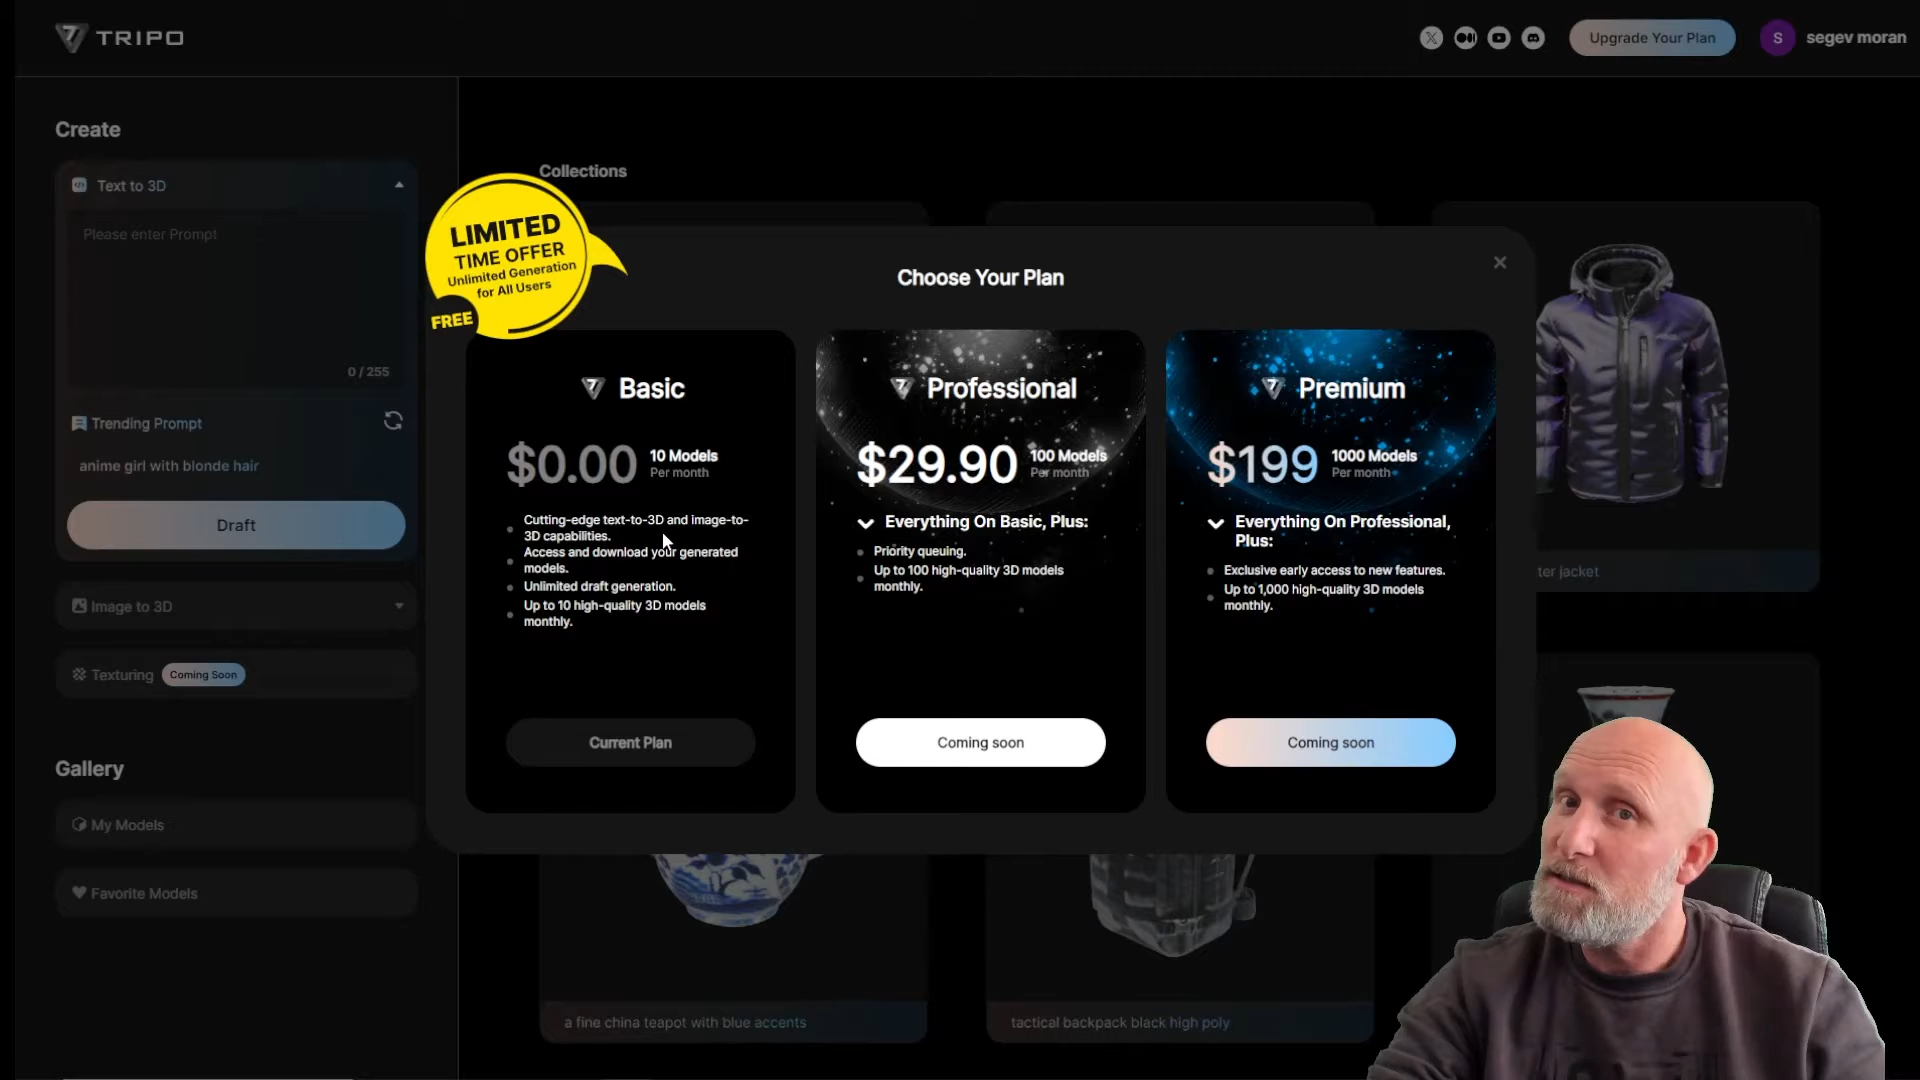 TRIPO
Upgrade Your Plan
S
segev moran
Create
Text to 3D
Please enter Prompt
0 / 255
Trending Prompt
anime girl with blonde hair
Draft
Image to 3D
Texturing
Coming Soon
Gallery
My Models
Favorite Models
Collections
LIMITED
TIME OFFER
Unlimited Generation
for All Users
FREE
Choose Your Plan
Basic
$0.00
10 Models
Per month
Cutting-edge text-to-3D and image-to-
3D capabilities.
Access and download your generated
models.
Unlimited draft generation.
Up to 10 high-quality 3D models
monthly.
Current Plan
Professional
$29.90
100 Models
Per month
Everything On Basic, Plus:
Priority queuing.
Up to 100 high-quality 3D models
monthly.
Coming soon
Premium
$199
1000 Models
Per month
Everything On Professional,
Plus:
Exclusive early access to new features.
Up to 1,000 high-quality 3D models
monthly.
Coming soon
jacket
a fine china teapot with blue accents
tactical backpack black high poly